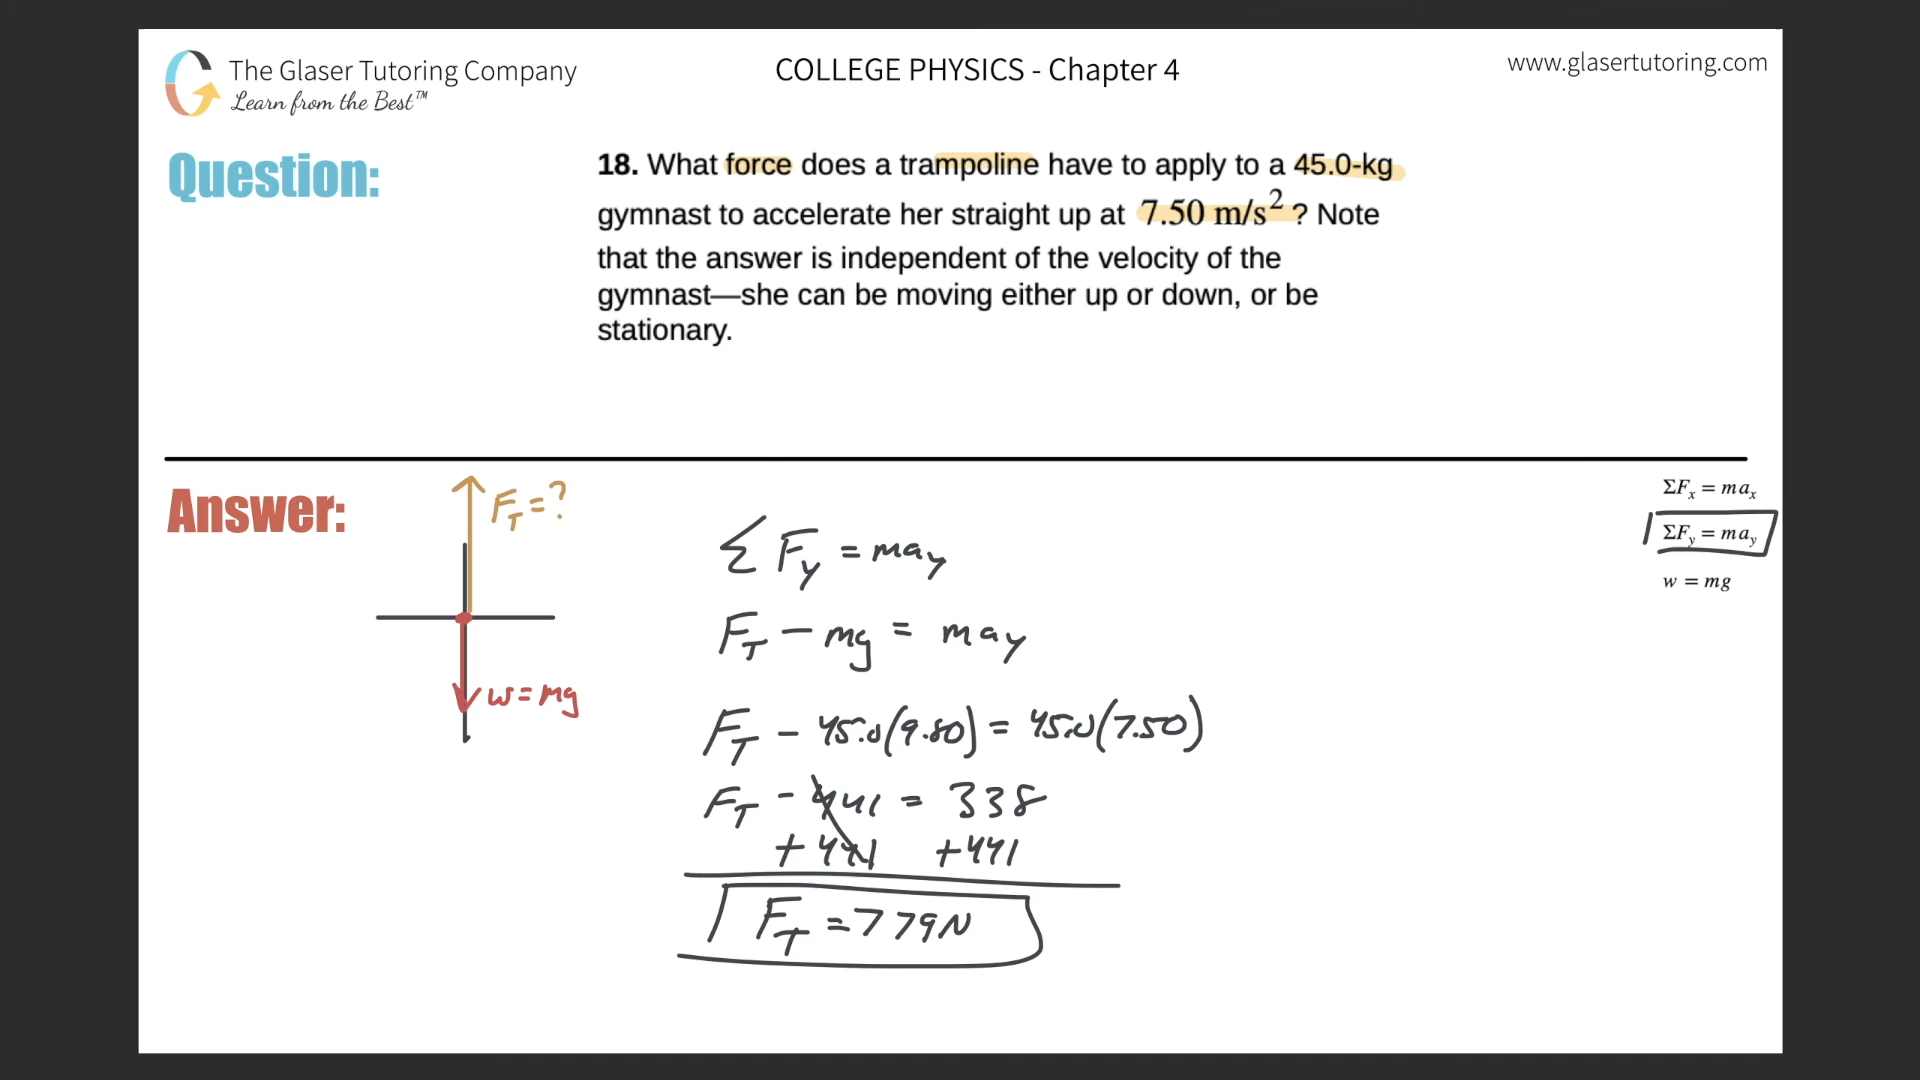 The Glaser Tutoring Company
Learn from the Best™
COLLEGE PHYSICS - Chapter 4
www.glasertutoring.com
Question:
18. What force does a trampoline have to apply to a 45.0-kg
gymnast to accelerate her straight up at 7.50 m/s² ? Note
that the answer is independent of the velocity of the
gymnast—she can be moving either up or down, or be
stationary.
Answer:
F_T = ?
w = mg
Σ F_y = ma_y
F_T - mg = ma_y
F_T - 45.0(9.80) = 45.0(7.50)
F_T - 441 = 338
+441 +441
F_T = 779N
ΣF_x = ma_x
ΣF_y = ma_y
w = mg